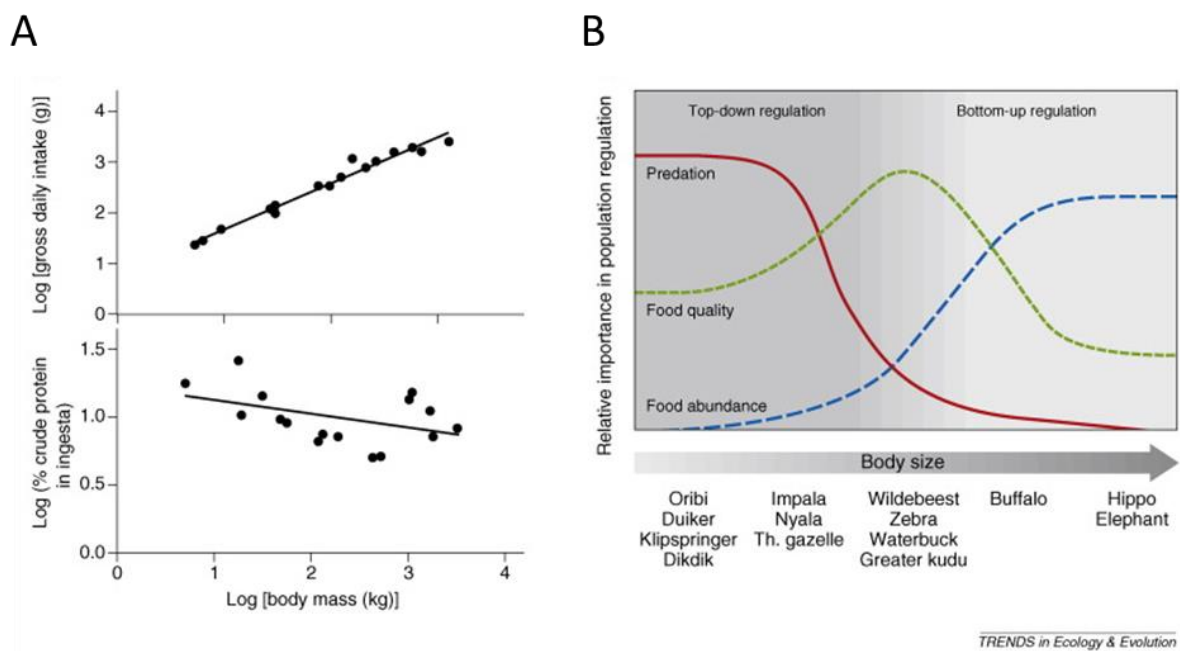 A
B
Log [gross daily intake (g)]
4
3
2
1
0
Log (% crude protein
in ingesta)
1.5
1.0
0.5
0.0
0
1
2
3
4
Log [body mass (kg)]
Relative importance in population regulation
Top-down regulation
Bottom-up regulation
Predation
Food quality
Food abundance
Body size
Oribi
Duiker
Klipspringer
Dikdik
Impala
Nyala
Th. gazelle
Wildebeest
Zebra
Waterbuck
Greater kudu
Buffalo
Hippo
Elephant
TRENDS in Ecology & Evolution